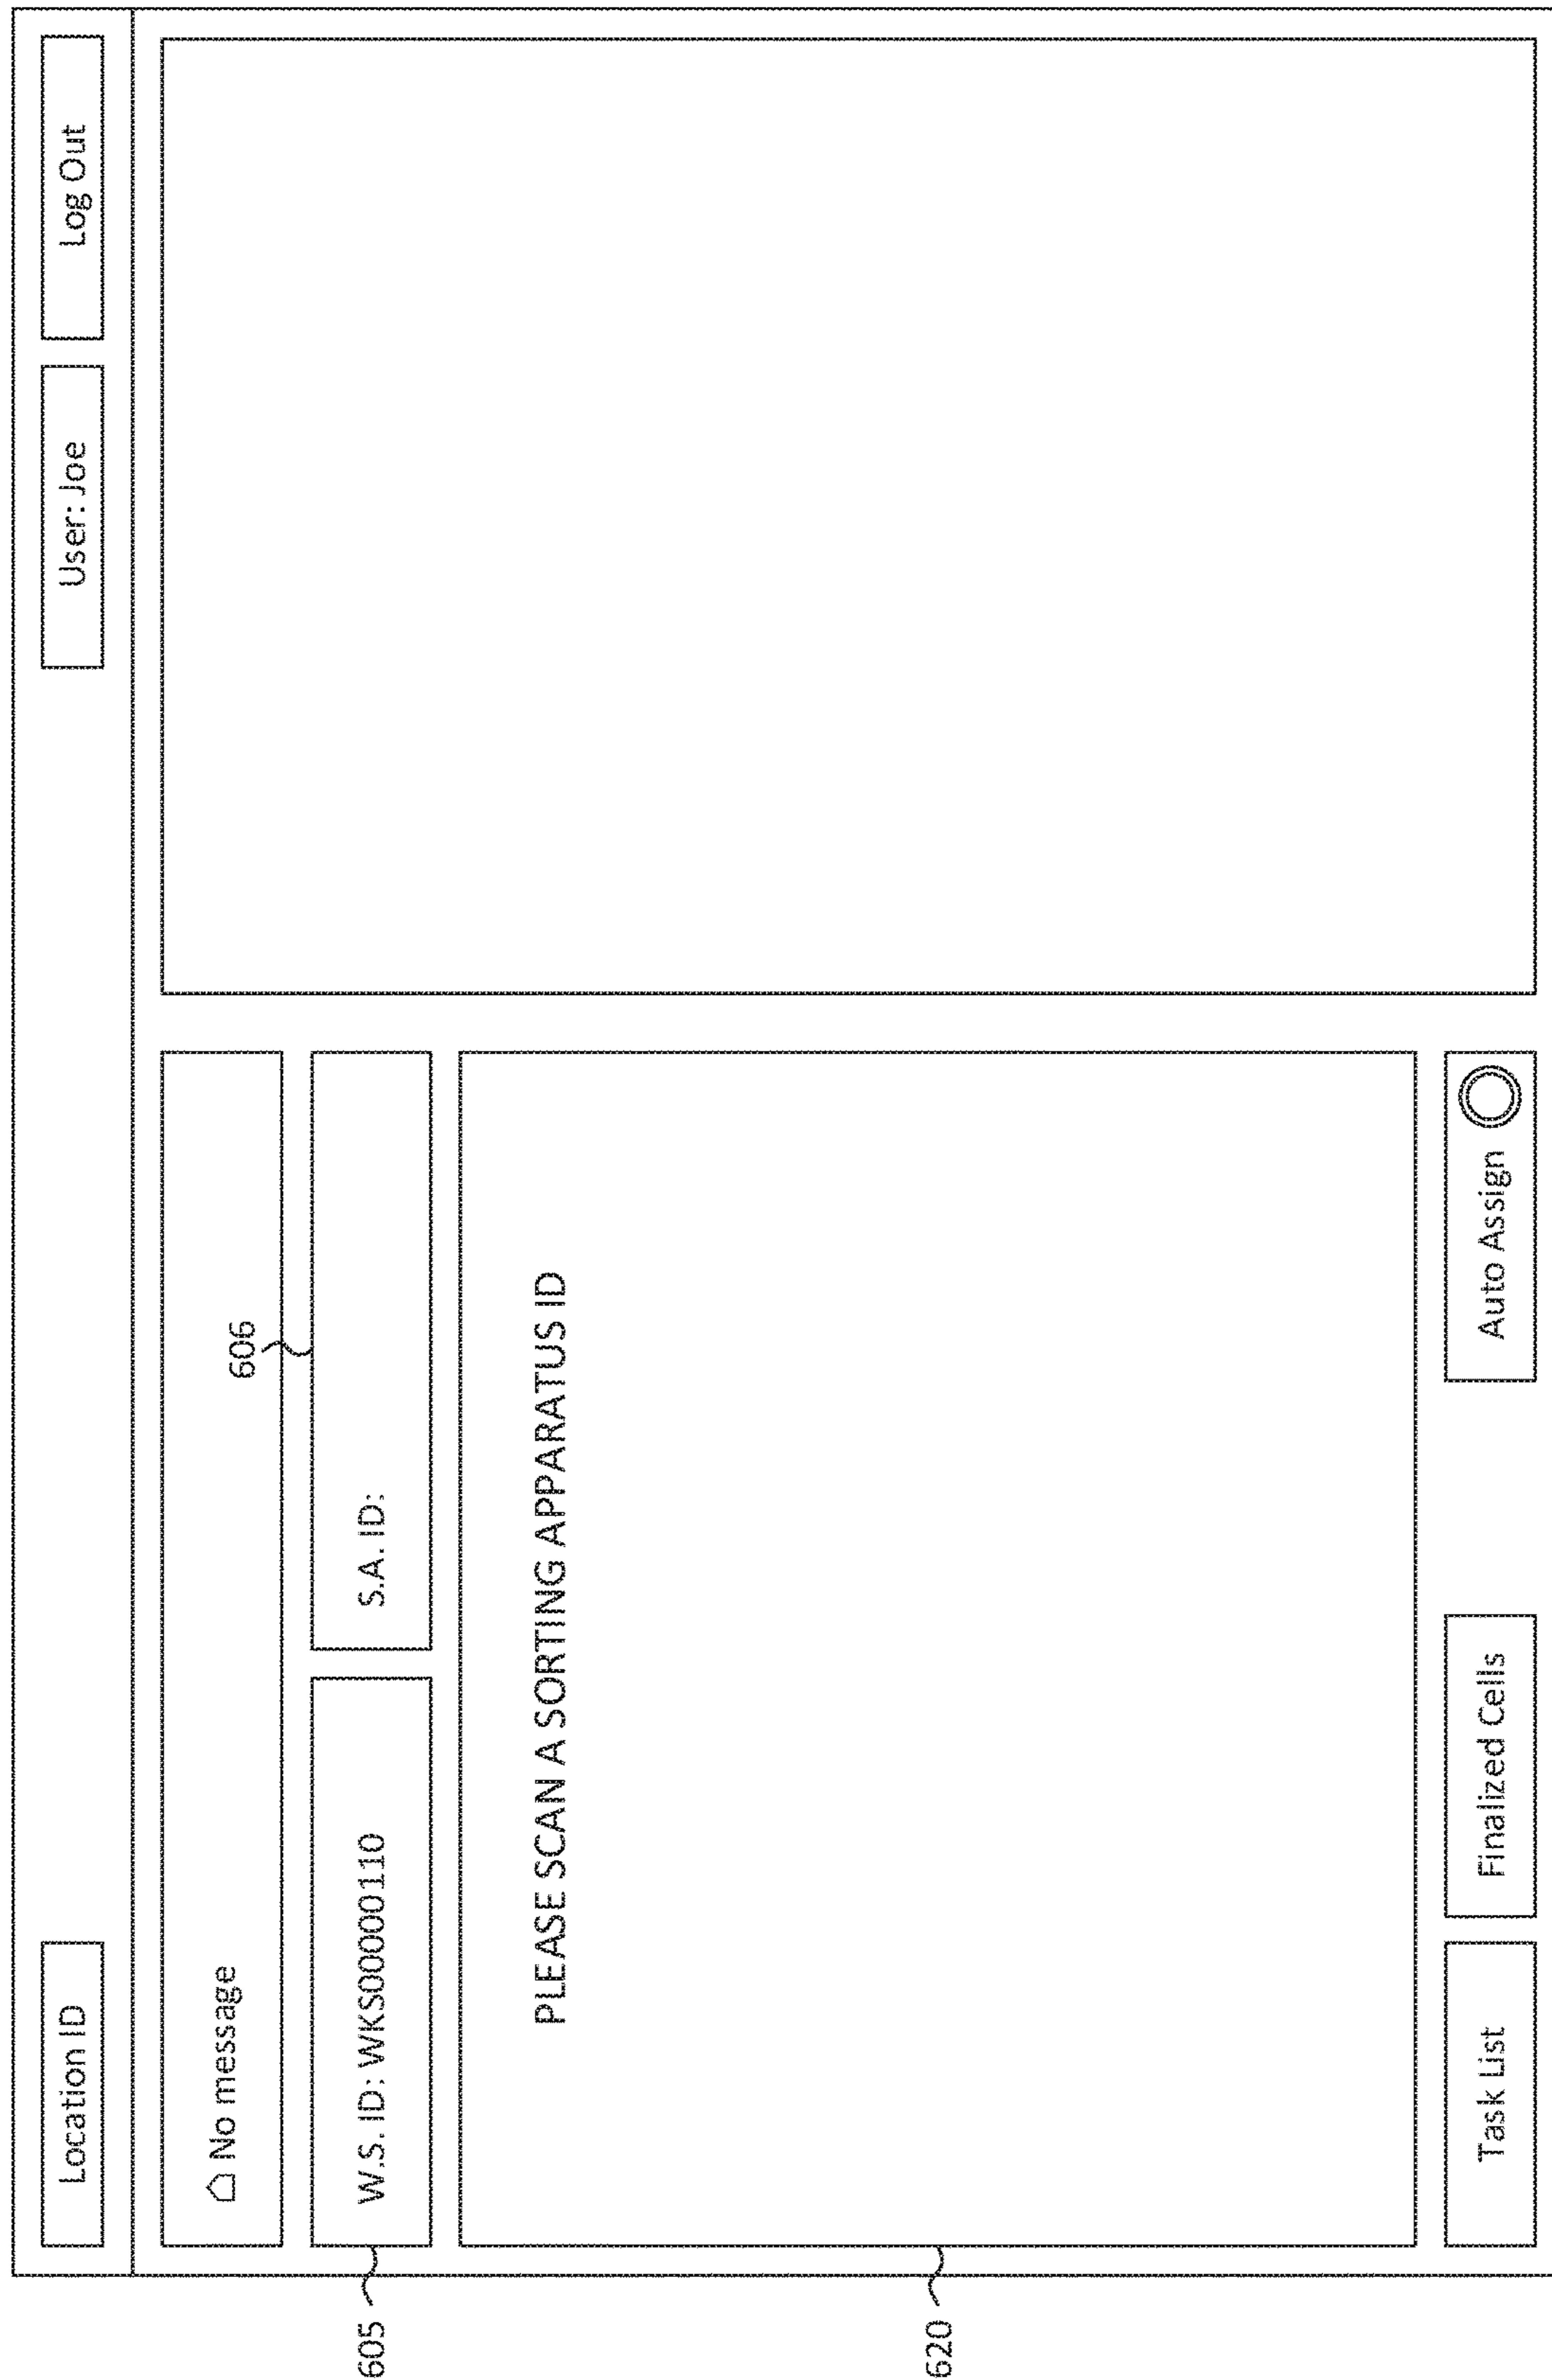 Location ID
User: Joe
Log Out
No message
606
605
W.S. ID: WKS00000110
S.A. ID:
620
PLEASE SCAN A SORTING APPARATUS ID
Task List
Finalized Cells
Auto Assign